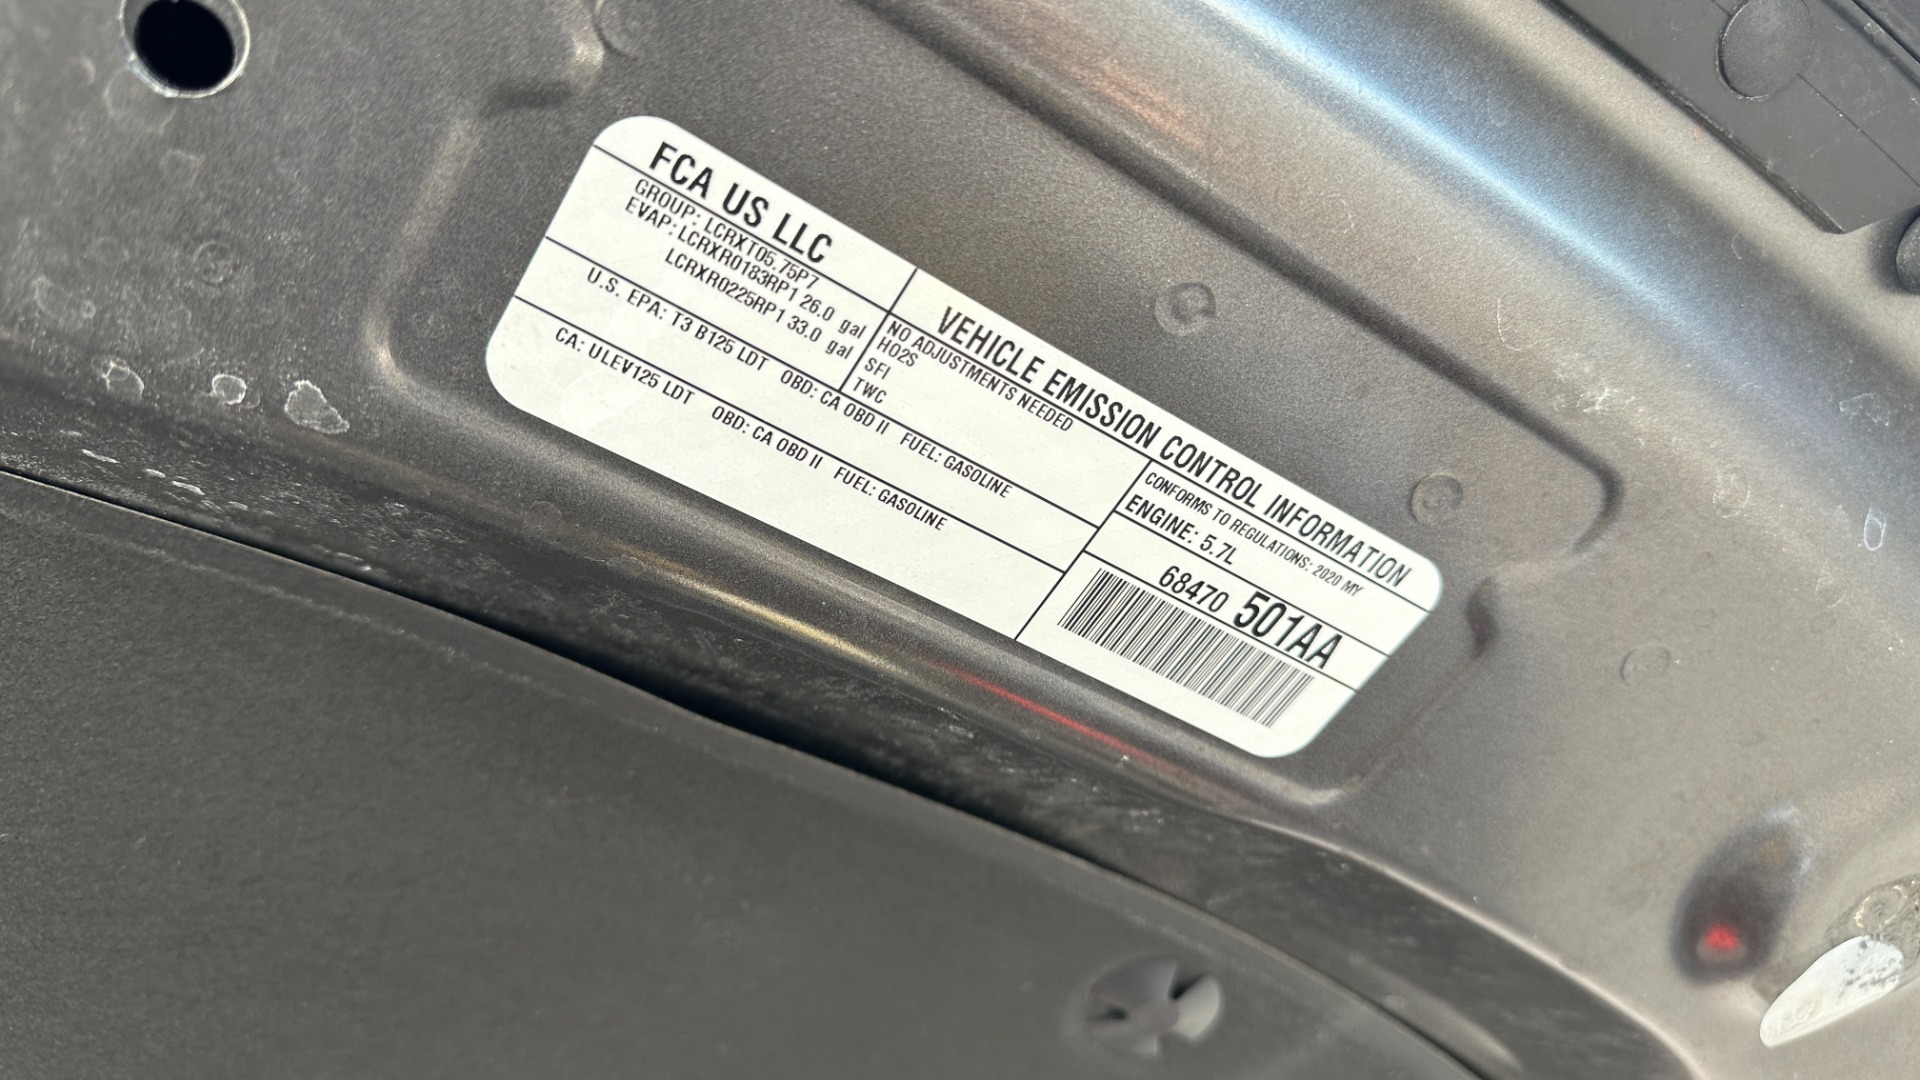 FCA US LLC
VEHICLE EMISSION CONTROL INFORMATION
GROUP: LCRXT05.75P7
EVAP: LCRXR0183RP1 26.0 gal
LCRXR0225RP1 33.0 gal
NO ADJUSTMENTS NEEDED
HO2S
SFI
TWC
CONFORMS TO REGULATIONS: 2020 MY
ENGINE: 5.7L
U.S. EPA: T3 B125 LDT OBD: CA OBD II FUEL: GASOLINE
CA: ULEV125 LDT OBD: CA OBD II FUEL: GASOLINE
68470 501AA